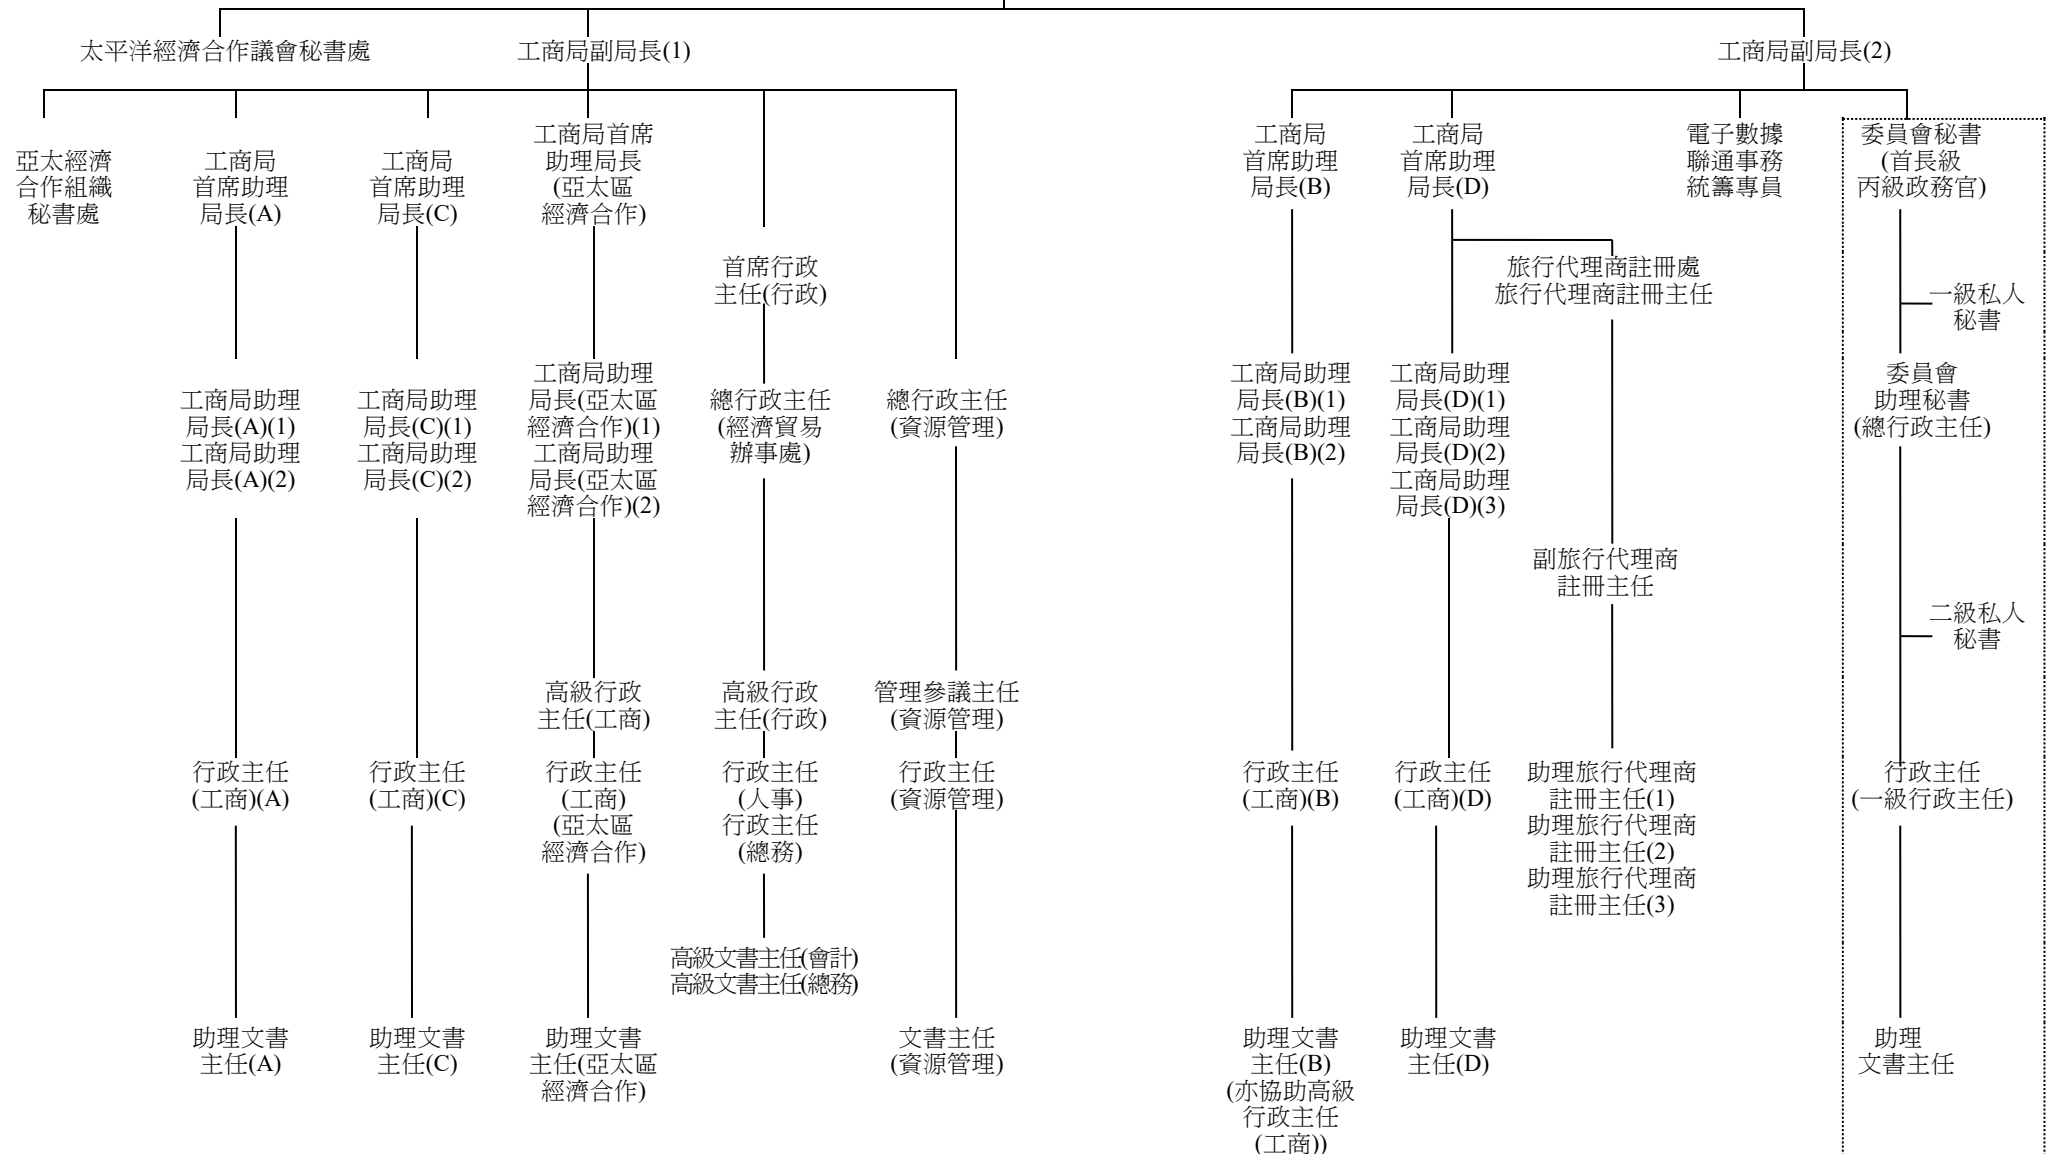 太平洋經濟合作議會秘書處
工商局副局長(1)
工商局副局長(2)
亞太經濟
合作組織
秘書處
工商局
首席助理
局長(A)
工商局
首席助理
局長(C)
工商局首席
助理局長
(亞太區
經濟合作)
工商局
首席助理
局長(B)
工商局
首席助理
局長(D)
電子數據
聯通事務
統籌專員
委員會秘書
(首長級
丙級政務官)
首席行政
主任(行政)
旅行代理商註冊處
旅行代理商註冊主任
一級私人
秘書
工商局助理
局長(A)(1)
工商局助理
局長(A)(2)
工商局助理
局長(C)(1)
工商局助理
局長(C)(2)
工商局助理
局長(亞太區
經濟合作)(1)
工商局助理
局長(亞太區
經濟合作)(2)
總行政主任
(經濟貿易
辦事處)
總行政主任
(資源管理)
工商局助理
局長(B)(1)
工商局助理
局長(B)(2)
工商局助理
局長(D)(1)
工商局助理
局長(D)(2)
工商局助理
局長(D)(3)
委員會
助理秘書
(總行政主任)
副旅行代理商
註冊主任
二級私人
秘書
高級行政
主任(工商)
高級行政
主任(行政)
管理參議主任
(資源管理)
行政主任
(工商)(A)
行政主任
(工商)(C)
行政主任
(工商)
(亞太區
經濟合作)
行政主任
(人事)
行政主任
(總務)
行政主任
(資源管理)
行政主任
(工商)(B)
行政主任
(工商)(D)
助理旅行代理商
註冊主任(1)
助理旅行代理商
註冊主任(2)
助理旅行代理商
註冊主任(3)
行政主任
(一級行政主任)
高級文書主任(會計)
高級文書主任(總務)
助理文書
主任(A)
助理文書
主任(C)
助理文書
主任(亞太區
經濟合作)
文書主任
(資源管理)
助理文書
主任(B)
(亦協助高級
行政主任
(工商))
助理文書
主任(D)
助理
文書主任